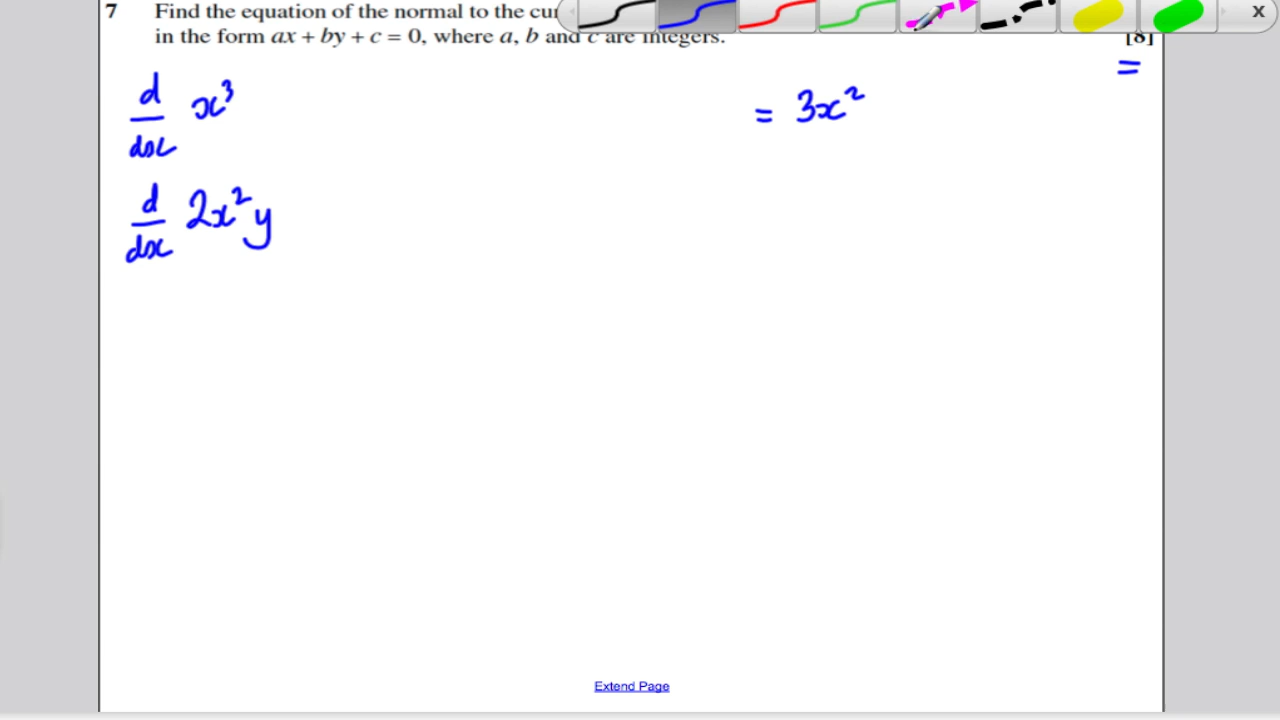 7 Find the equation of the normal to the
in the form ax + by + c = 0, where a, b and c are integers.
[8]
=
d/dx x³ = 3x²
d/dx 2x²y
x
Extend Page